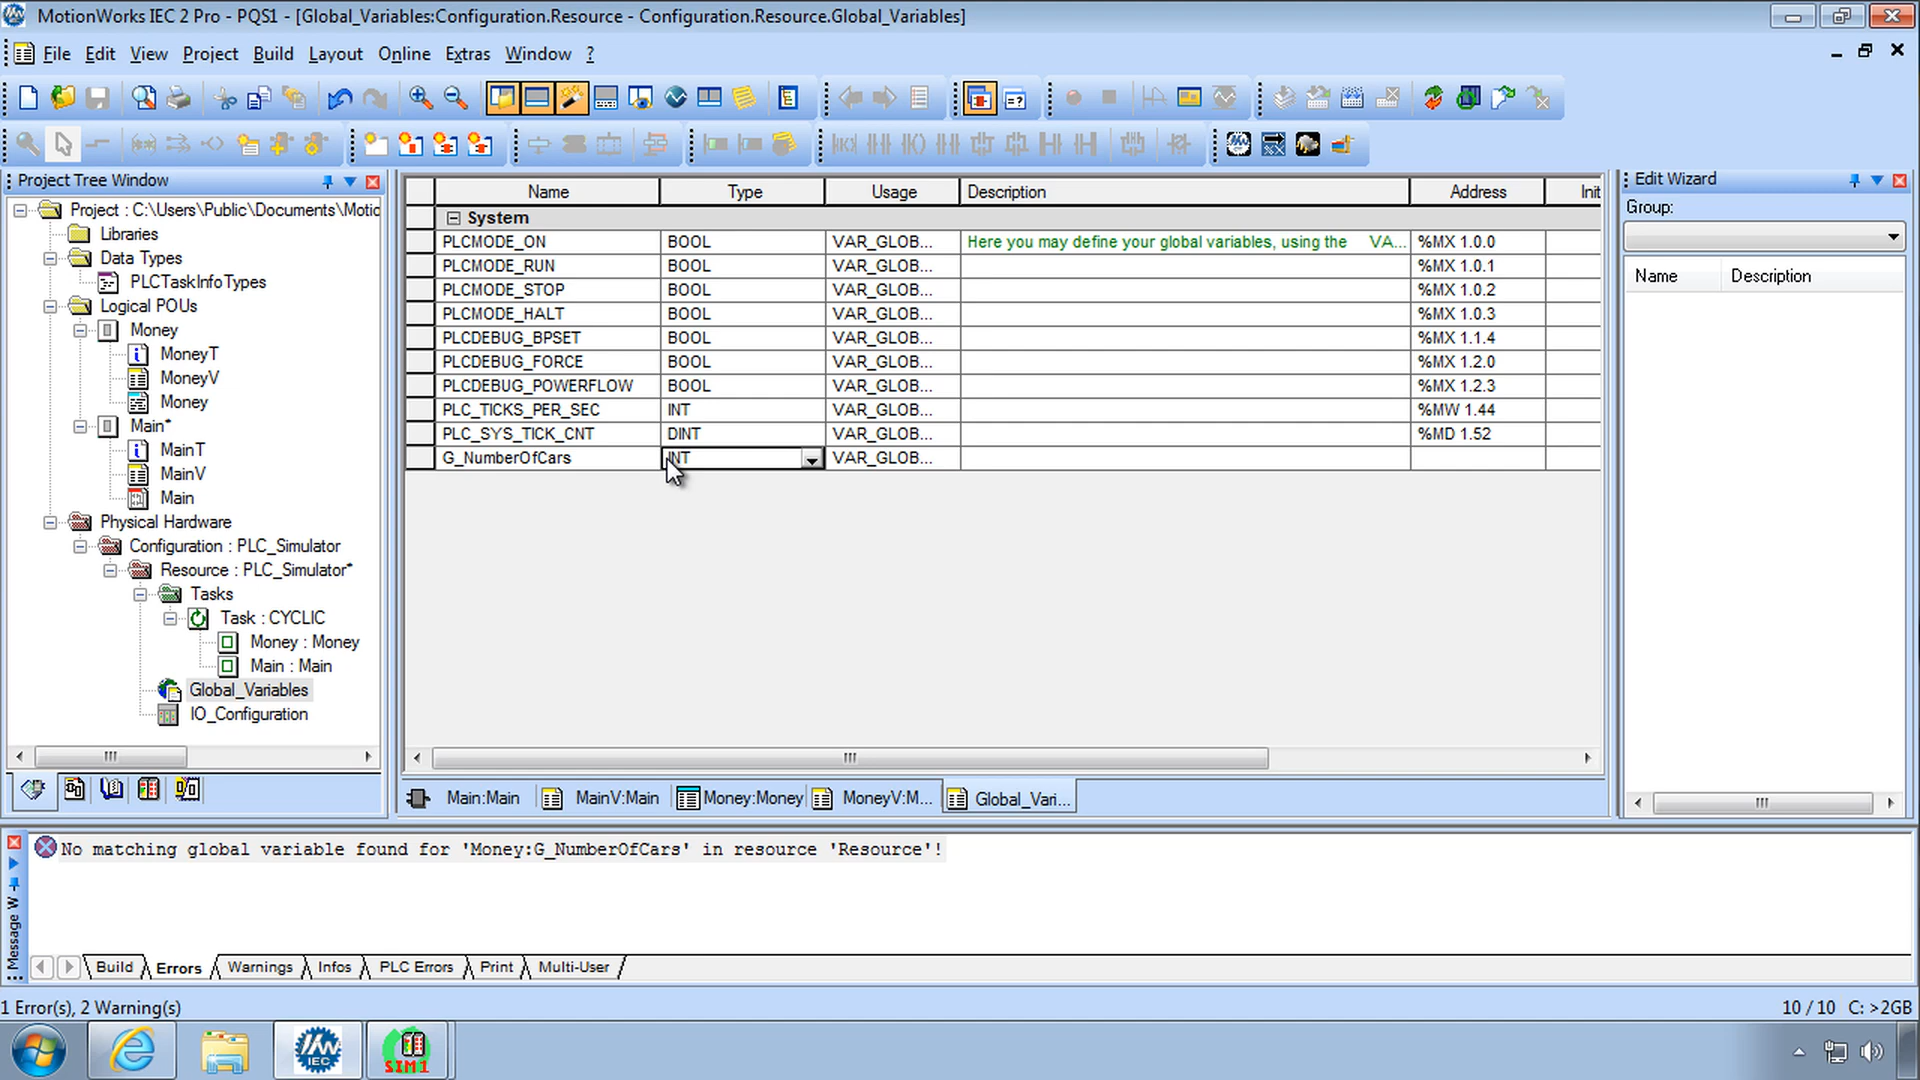 MotionWorks IEC 2 Pro - PQS1 - [Global_Variables:Configuration.Resource - Configuration.Resource.Global_Variables]
File Edit View Project Build Layout Online Extras Window ?
Project Tree Window
Project : C:\Users\Public\Documents\Motic
Libraries
Data Types
PLCTaskInfoTypes
Logical POUs
Money
MoneyT
MoneyV
Money
Main*
MainT
MainV
Main
Physical Hardware
Configuration : PLC_Simulator
Resource : PLC_Simulator*
Tasks
Task : CYCLIC
Money : Money
Main : Main
Global_Variables
IO_Configuration
Name Type Usage Description Address Init
System
PLCMODE_ON BOOL VAR_GLOB... Here you may define your global variables, using the VA... %MX 1.0.0
PLCMODE_RUN BOOL VAR_GLOB... %MX 1.0.1
PLCMODE_STOP BOOL VAR_GLOB... %MX 1.0.2
PLCMODE_HALT BOOL VAR_GLOB... %MX 1.0.3
PLCDEBUG_BPSET BOOL VAR_GLOB... %MX 1.1.4
PLCDEBUG_FORCE BOOL VAR_GLOB... %MX 1.2.0
PLCDEBUG_POWERFLOW BOOL VAR_GLOB... %MX 1.2.3
PLC_TICKS_PER_SEC INT VAR_GLOB... %MW 1.44
PLC_SYS_TICK_CNT DINT VAR_GLOB... %MD 1.52
G_NumberOfCars INT VAR_GLOB...
Main:Main MainV:Main Money:Money MoneyV:M... Global_Vari...
Edit Wizard
Group:
Name Description
Message W
No matching global variable found for 'Money:G_NumberOfCars' in resource 'Resource'!
Build Errors Warnings Infos PLC Errors Print Multi-User
1 Error(s), 2 Warning(s) 10 / 10 C: >2GB
IEC
SIM1